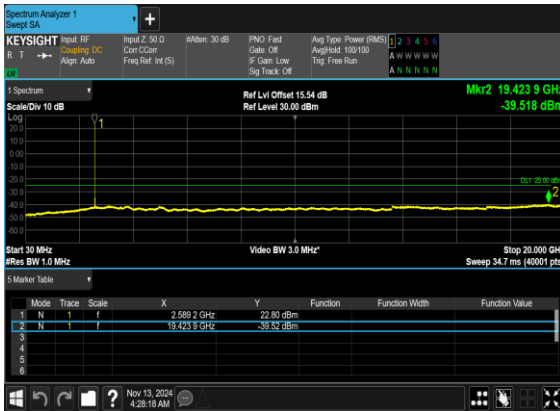 Spectrum Analyzer 1
Swept SA
+
KEYSIGHT
R T
Input: RF
Coupling: DC
Align: Auto
Input Z: 50 Ω
Corr CCorr
Freq Ref: Int (S)
#Atten: 30 dB
PNO: Fast
Gate: Off
IF Gain: Low
Sig Track: Off
Avg Type: Power (RMS)
Avg|Hold: 100/100
Trig: Free Run
1 2 3 4 5 6
A W W W W W
A N N N N N
1 Spectrum
Scale/Div 10 dB
Ref Lvl Offset 15.54 dB
Ref Level 30.00 dBm
Mkr2 19.423 9 GHz
-39.518 dBm
Log
20.0
10.0
0.00
-10.0
-20.0
-30.0
-40.0
-50.0
-60.0
1
DL1 -25.00 dBm
2
Start 30 MHz
#Res BW 1.0 MHz
Video BW 3.0 MHz*
Stop 20.000 GHz
Sweep 34.7 ms (40001 pts)
5 Marker Table
Mode Trace Scale X Y Function Function Width Function Value
1 N 1 f 2.589 2 GHz 22.80 dBm
2 N 1 f 19.423 9 GHz -39.52 dBm
3
4
5
6
?
Nov 13, 2024
4:28:18 AM